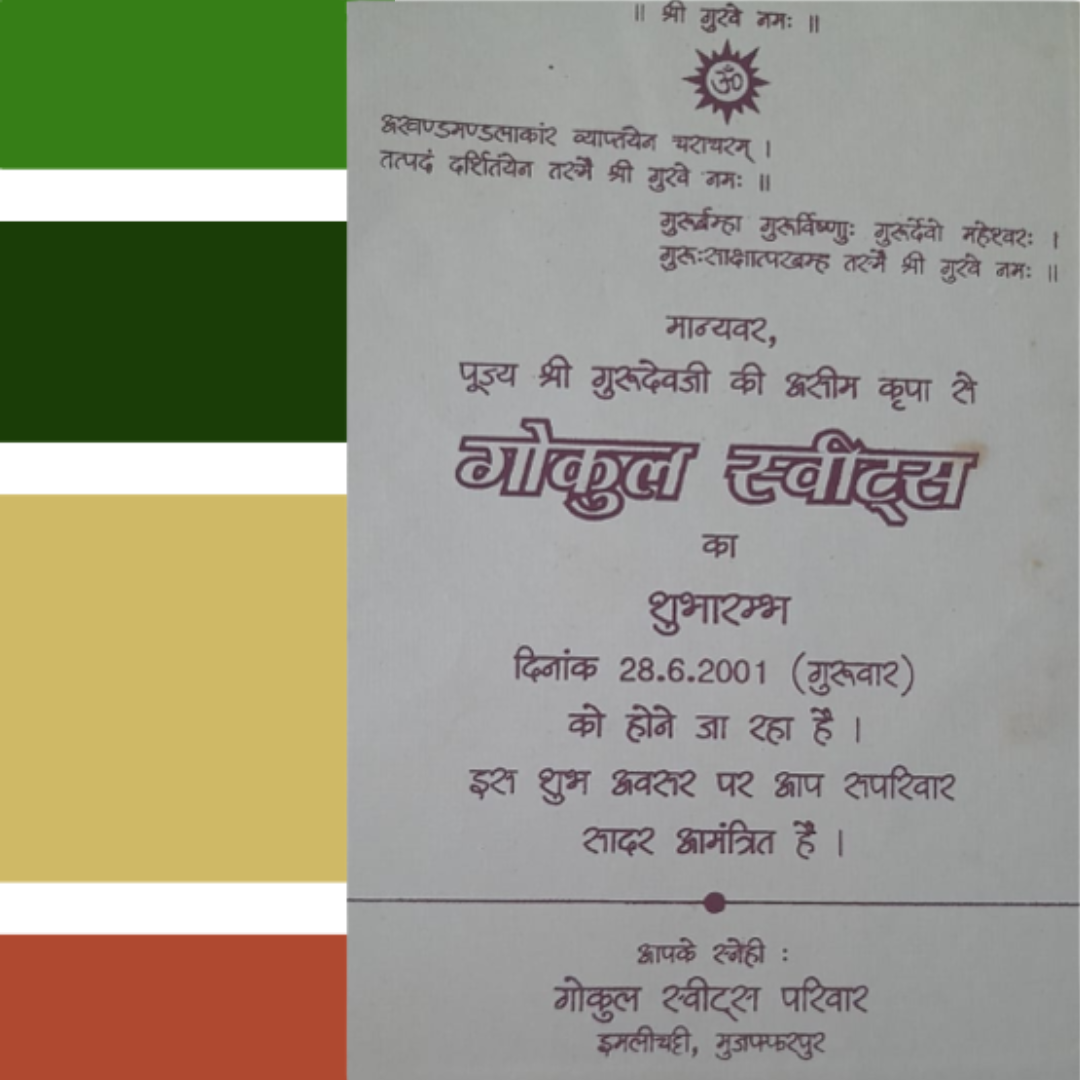 ॥ श्री गुरवे नमः ॥
ॐ
अखण्डमण्डलाकांर व्याप्तंयेन चराचरम् ।
तत्पदं दर्शितंयेन तस्मै श्री गुरवे नमः ॥
गुरूर्ब्रम्हा गुरूर्विष्णुः गुरूर्देवो महेश्वरः ।
गुरूःसाक्षात्परब्रम्ह तस्मै श्री गुरवे नमः ॥
मान्यवर,
पूज्य श्री गुरूदेवजी की असीम कृपा से
गोकुल स्वीट्स
का
शुभारम्भ
दिनांक 28.6.2001 (गुरूवार)
को होने जा रहा है ।
इस शुभ अवसर पर आप सपरिवार
सादर आमंत्रित है ।
आपके स्नेही :
गोकुल स्वीट्स परिवार
इमलीचट्टी, मुजफ्फरपुर